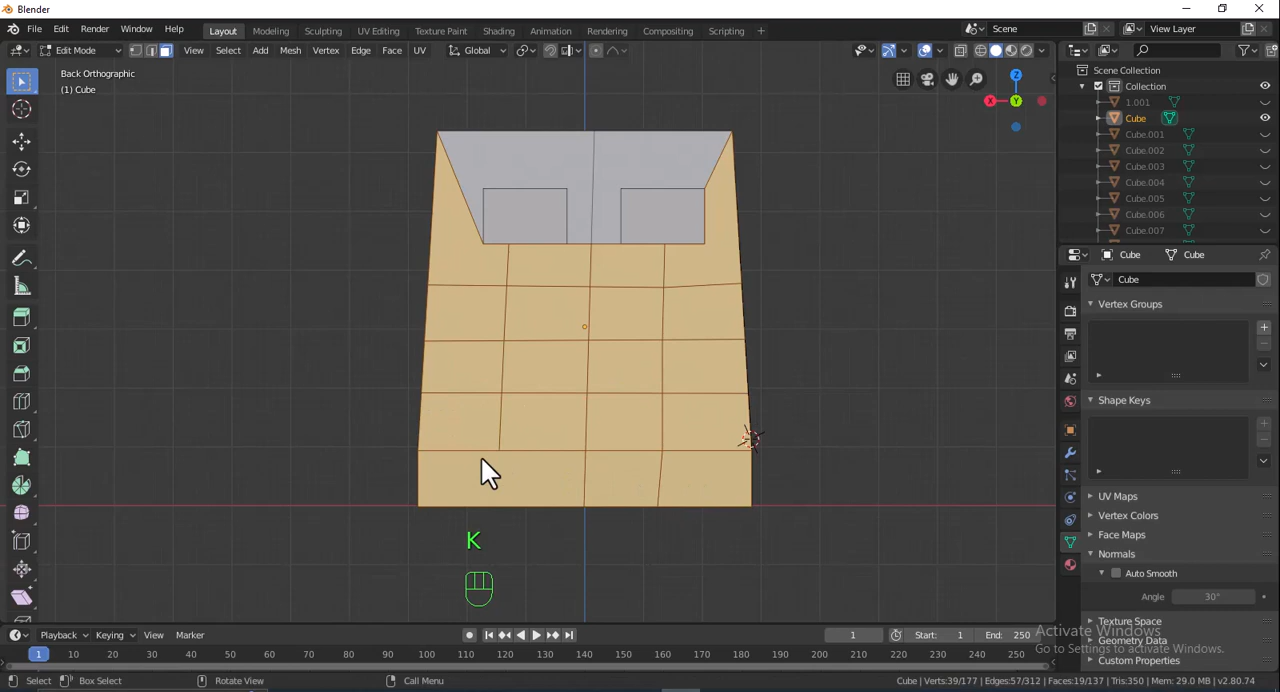 Blender
File Edit Render Window Help Layout Modeling Sculpting UV Editing Texture Paint Shading Animation Rendering Compositing Scripting + Scene View Layer
Edit Mode View Select Add Mesh Vertex Edge Face UV Global
Back Orthographic
(1) Cube
Z
X
Y
Scene Collection
Collection
1.001
Cube
Cube.001
Cube.002
Cube.003
Cube.004
Cube.005
Cube.006
Cube.007
Cube Cube
Cube
Vertex Groups
Shape Keys
UV Maps
Vertex Colors
Face Maps
Normals
Auto Smooth
Angle 30°
Texture Space
Geometry Data
Custom Properties
K
Activate Windows
Go to Settings to activate Windows.
Playback Keying View Marker 1 Start: 1 End: 250
1 10 20 30 40 50 60 70 80 90 100 110 120 130 140 150 160 170 180 190 200 210 220 230 240 250
Select Box Select Rotate View Call Menu Cube | Verts:39/177 | Edges:57/312 | Faces:19/137 | Tris:350 | Mem: 29.0 MB | v2.80.74